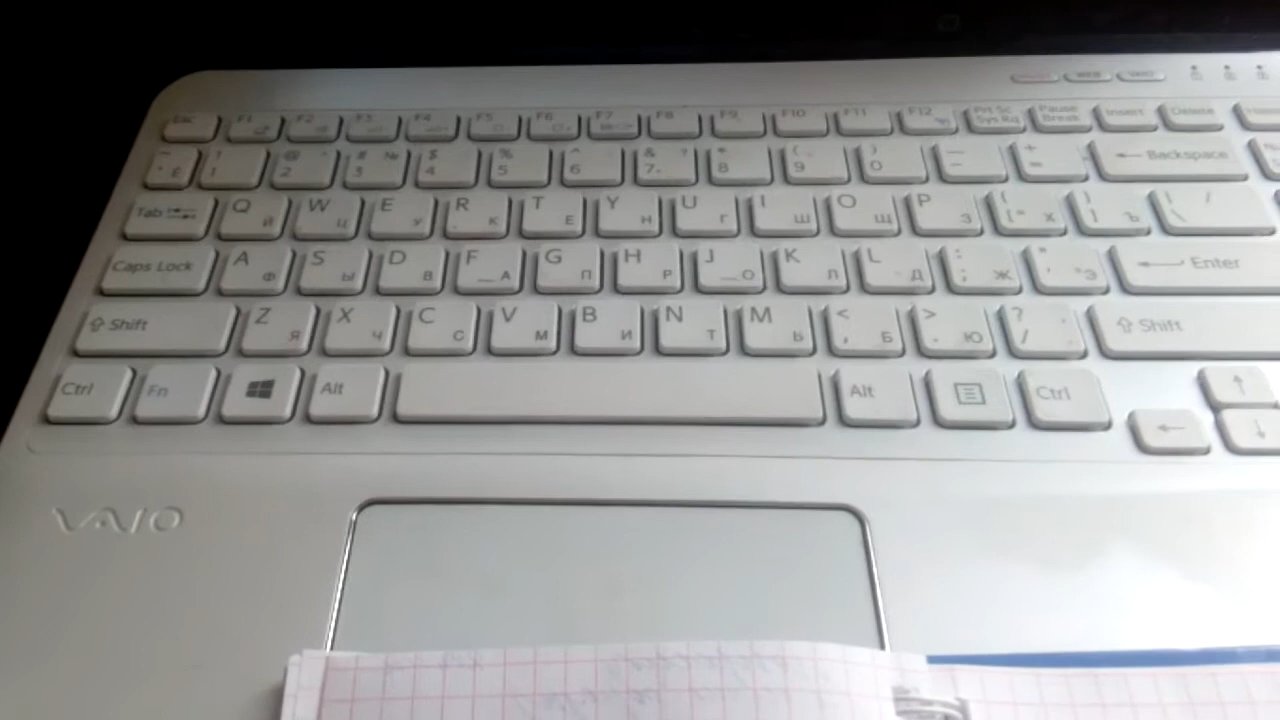 Esc F1 F2 F3 F4 F5 F6 F7 F8 F9 F10 F11 F12 Prt Sc Sys Rq Pause Break Insert Delete
! 1 @ 2 " # 3 № $ 4 % 5 ^ 6 & 7 ? * 8 ( 9 ) 0 _ - + = ← Backspace
Tab Q Й W Ц E У R К T Е Y Н U Г I Ш O Щ P З { [ Х } ] Ъ | \ /
Caps Lock A Ф S Ы D В F А G П H Р J О K Л L Д : ; Ж " ' Э Enter
⇧ Shift Z Я X Ч C С V М B И N Т M Ь < , Б > . Ю ? / ⇧ Shift
Ctrl Fn Alt Alt Ctrl ↑
← ↓
VAIO